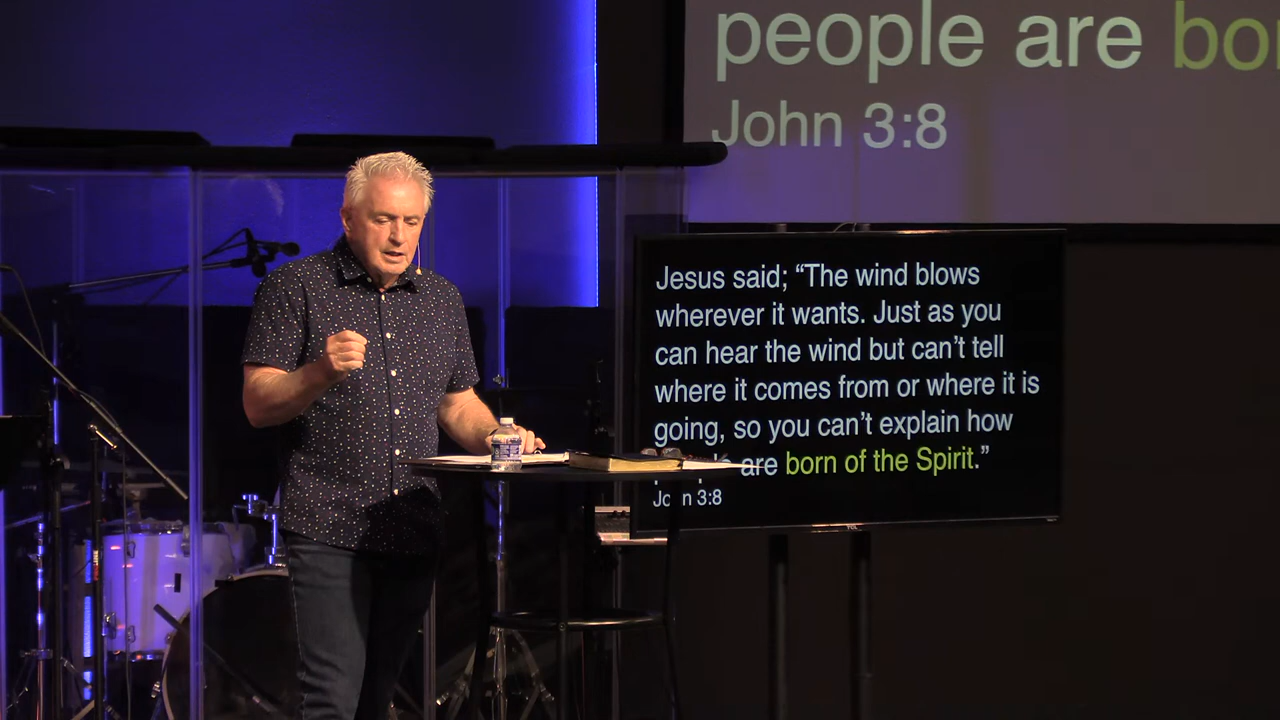 people are
John 3:8
Jesus said; “The wind blows
wherever it wants. Just as you
can hear the wind but can’t tell
where it comes from or where it is
going, so you can’t explain how
are born of the Spirit.”
John 3:8
TCL